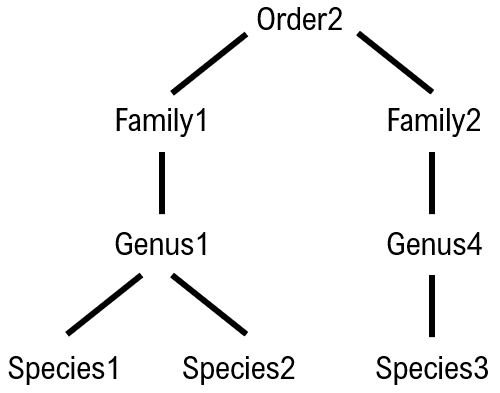 Order2
Family1 Family2
Genus1 Genus4
Species1 Species2 Species3